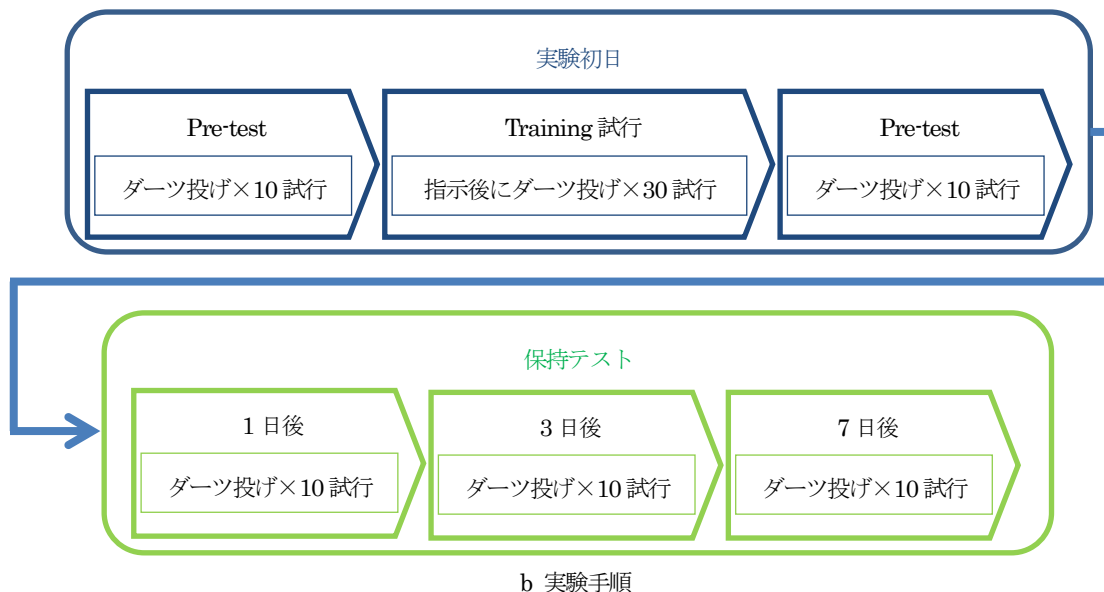 実験初日
Pre-test
ダーツ投げ×10 試行
Training 試行
指示後にダーツ投げ×30 試行
Pre-test
ダーツ投げ×10 試行
保持テスト
1 日後
ダーツ投げ×10 試行
3 日後
ダーツ投げ×10 試行
7 日後
ダーツ投げ×10 試行
b 実験手順